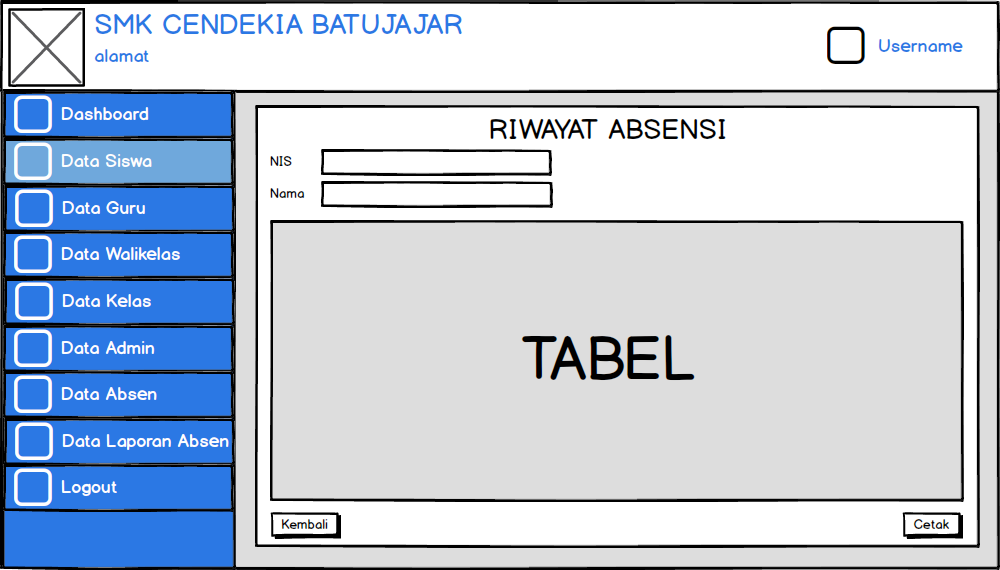 SMK CENDEKIA BATUJAJAR
alamat
Username
Dashboard
Data Siswa
Data Guru
Data Walikelas
Data Kelas
Data Admin
Data Absen
Data Laporan Absen
Logout
RIWAYAT ABSENSI
NIS
Nama
TABEL
Kembali
Cetak